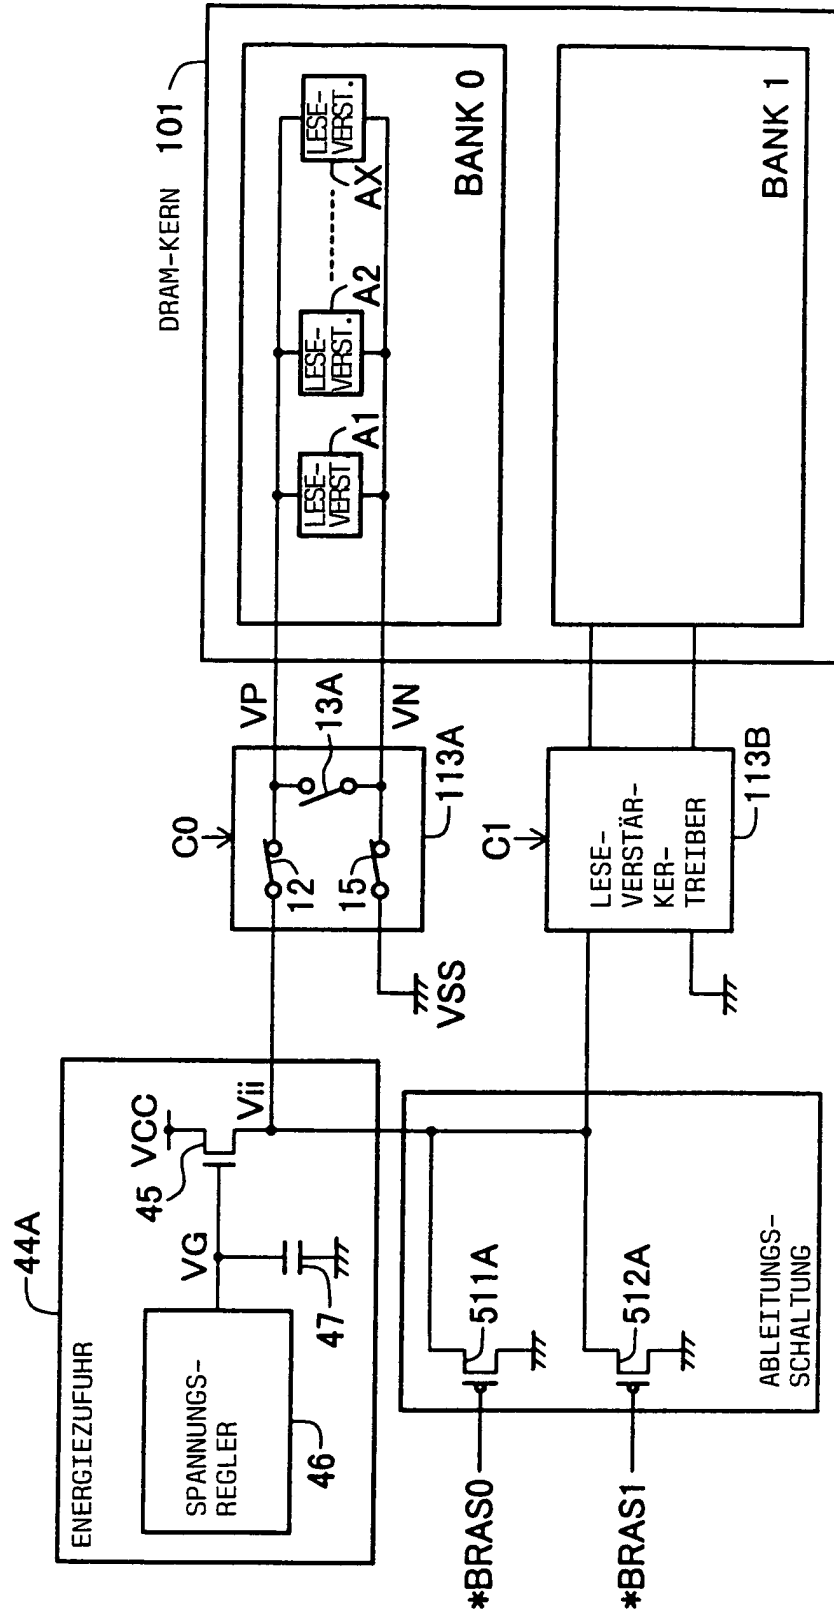 44A
ENERGIEZUFUHR
SPANNUNGS-
REGLER
46
VG
47
45
VCC
Vii
C0
12
15
13A
VP
VN
113A
VSS
DRAM-KERN 101
LESE-
VERST.
A1
LESE-
VERST.
A2
LESE-
VERST.
AX
BANK 0
*BRAS0
511A
*BRAS1
512A
ABLEITUNGS-
SCHALTUNG
C1
LESE-
VERSTÄR-
KER-
TREIBER
113B
BANK 1